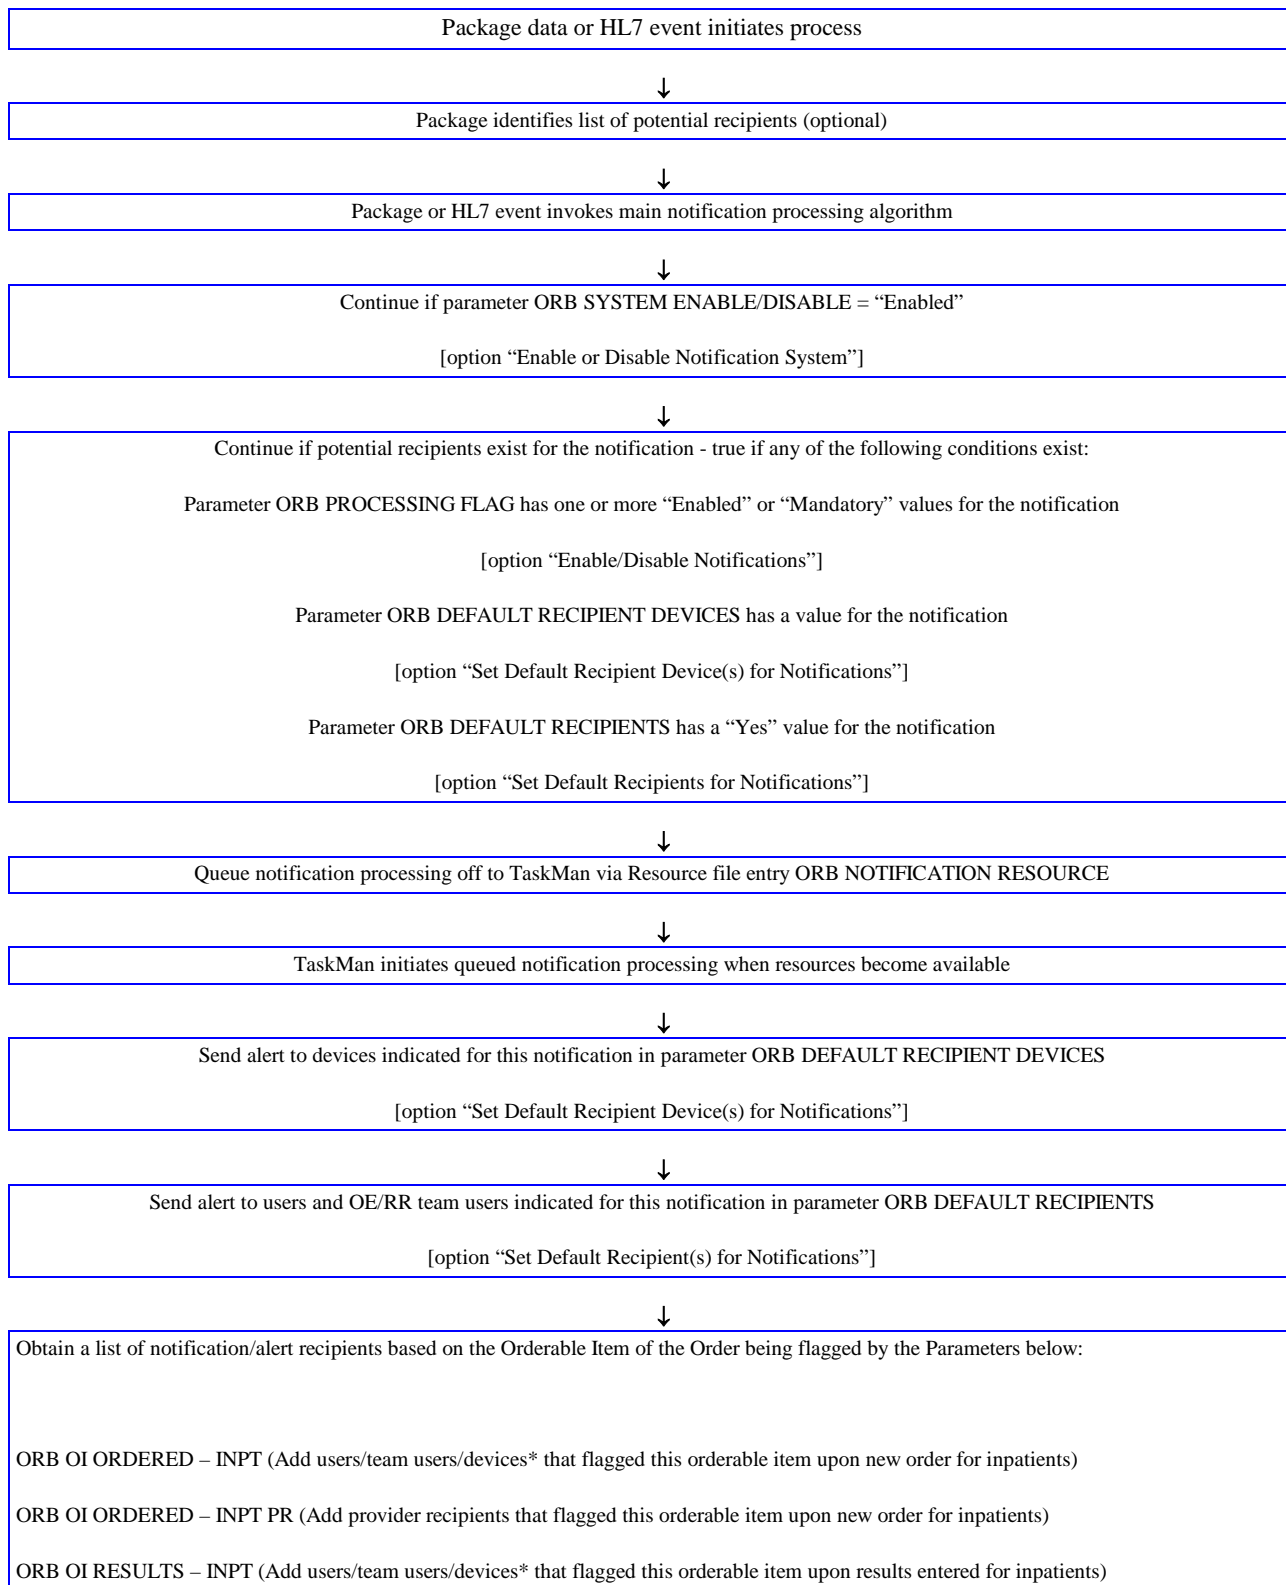 Package data or HL7 event initiates process
↓
Package identifies list of potential recipients (optional)
↓
Package or HL7 event invokes main notification processing algorithm
↓
Continue if parameter ORB SYSTEM ENABLE/DISABLE = “Enabled”
[option “Enable or Disable Notification System”]
↓
Continue if potential recipients exist for the notification - true if any of the following conditions exist:
Parameter ORB PROCESSING FLAG has one or more “Enabled” or “Mandatory” values for the notification
[option “Enable/Disable Notifications”]
Parameter ORB DEFAULT RECIPIENT DEVICES has a value for the notification
[option “Set Default Recipient Device(s) for Notifications”]
Parameter ORB DEFAULT RECIPIENTS has a “Yes” value for the notification
[option “Set Default Recipients for Notifications”]
↓
Queue notification processing off to TaskMan via Resource file entry ORB NOTIFICATION RESOURCE
↓
TaskMan initiates queued notification processing when resources become available
↓
Send alert to devices indicated for this notification in parameter ORB DEFAULT RECIPIENT DEVICES
[option “Set Default Recipient Device(s) for Notifications”]
↓
Send alert to users and OE/RR team users indicated for this notification in parameter ORB DEFAULT RECIPIENTS
[option “Set Default Recipient(s) for Notifications”]
↓
Obtain a list of notification/alert recipients based on the Orderable Item of the Order being flagged by the Parameters below:
ORB OI ORDERED – INPT (Add users/team users/devices* that flagged this orderable item upon new order for inpatients)
ORB OI ORDERED – INPT PR (Add provider recipients that flagged this orderable item upon new order for inpatients)
ORB OI RESULTS – INPT (Add users/team users/devices* that flagged this orderable item upon results entered for inpatients)